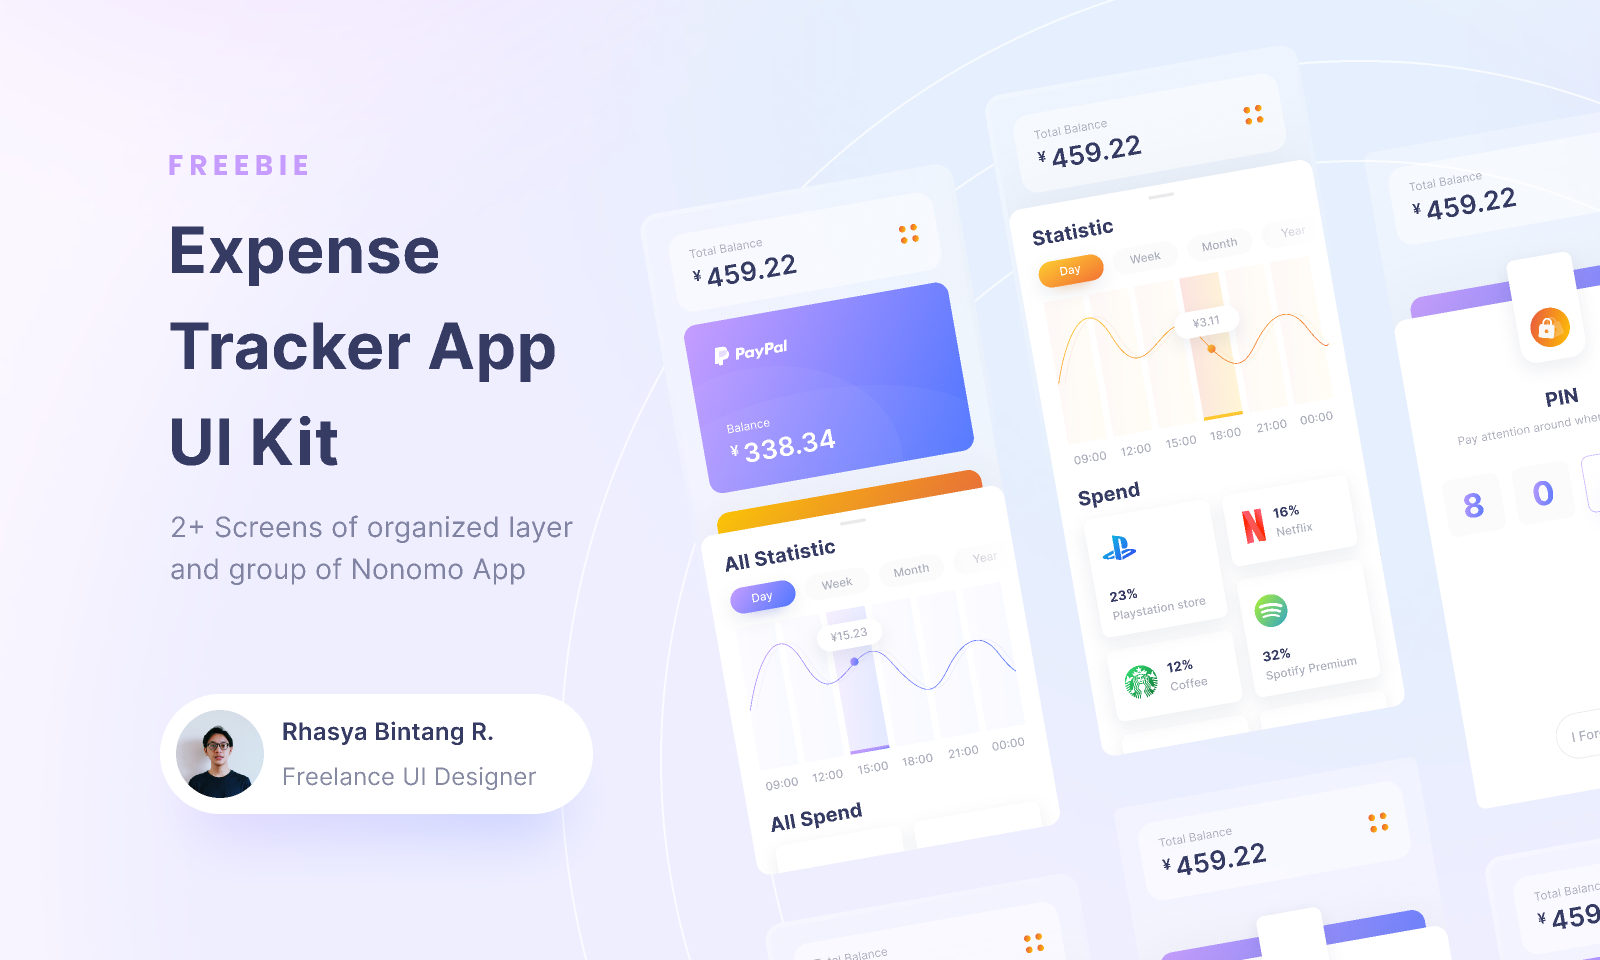 FREEBIE
Expense
Tracker App
UI Kit
2+ Screens of organized layer
and group of Nonomo App
Rhasya Bintang R.
Freelance UI Designer
Total Balance
¥ 459.22
PayPal
Balance
¥ 338.34
All Statistic
Day Week Month Year
¥15.23
09:00 12:00 15:00 18:00 21:00 00:00
All Spend
Total Balance
¥ 459.22
Statistic
Day Week Month Year
¥3.11
09:00 12:00 15:00 18:00 21:00 00:00
Spend
23%
Playstation store
16%
Netflix
12%
Coffee
32%
Spotify Premium
Total Balance
¥ 459.22
PIN
Pay attention around
8 0
I
Total Balance
Total Balance
¥ 459.22
Total Balance
¥ 459